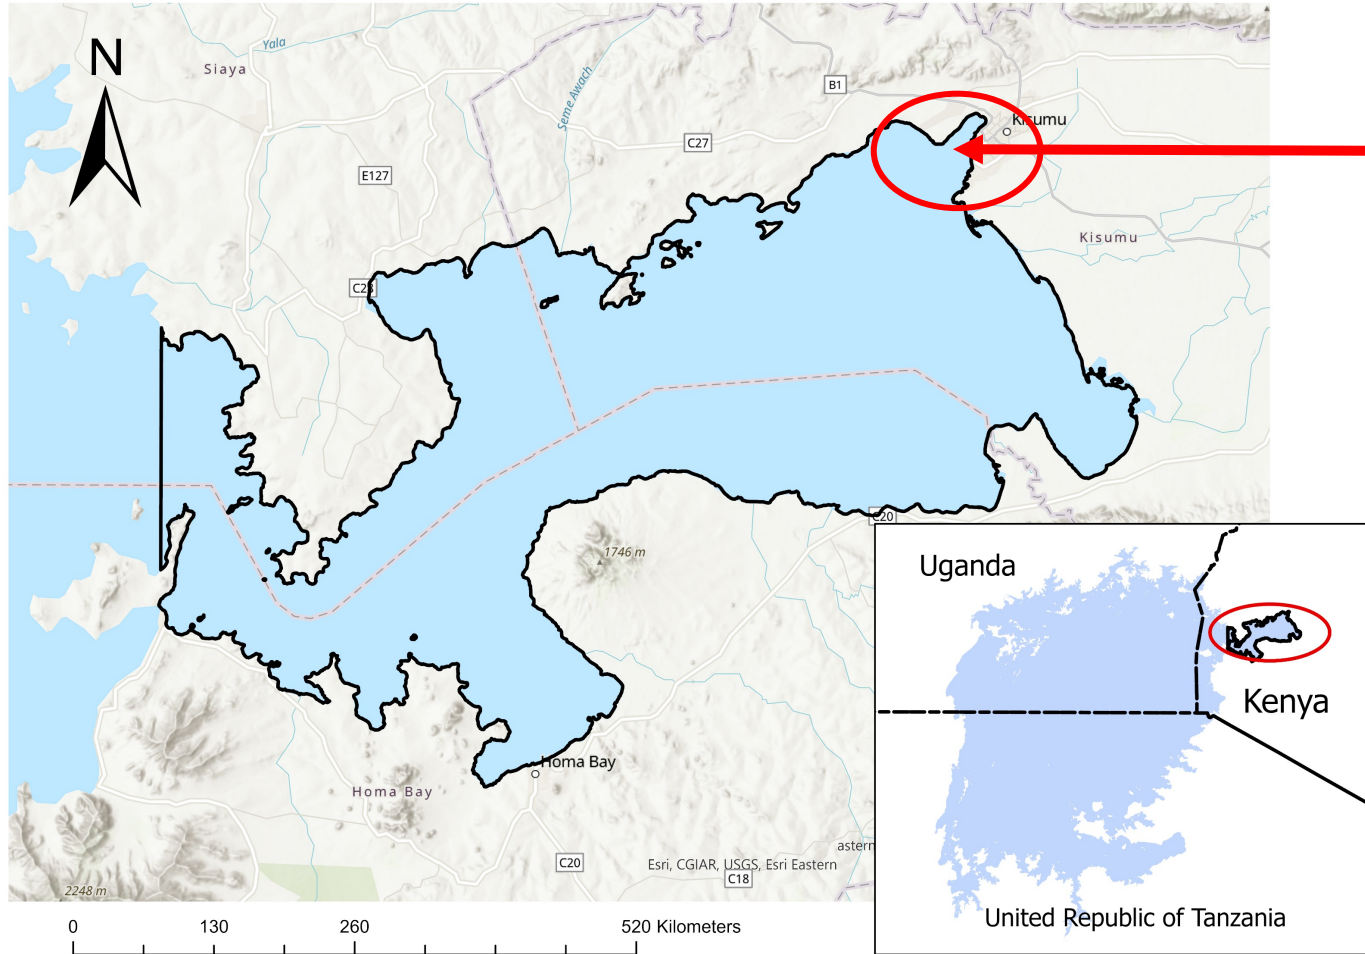 N
Yala
Siaya
Seme Awach
B1
Kisumu
C27
E127
Kisumu
C28
C20
1746 m
Homa Bay
Homa Bay
C20
astern
Esri, CGIAR, USGS, Esri Eastern
C18
2248 m
0 130 260 520 Kilometers
Uganda
Kenya
United Republic of Tanzania